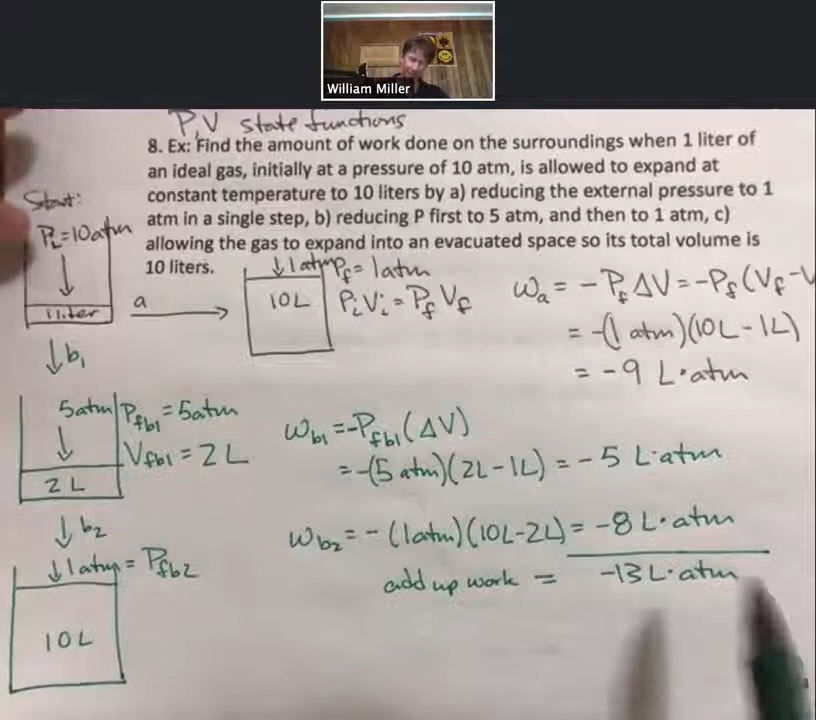 William Miller
P,V state functions
8. Ex: Find the amount of work done on the surroundings when 1 liter of
an ideal gas, initially at a pressure of 10 atm, is allowed to expand at
constant temperature to 10 liters by a) reducing the external pressure to 1
atm in a single step, b) reducing P first to 5 atm, and then to 1 atm, c)
allowing the gas to expand into an evacuated space so its total volume is
10 liters.
Start:
Pi=10atm
1 liter
a
↓1atm Pf=1atm
10L
PiVi=PfVf
wa = -PfΔV = -Pf(Vf-V
= -(1 atm)(10L-1L)
= -9 L·atm
↓b1
5atm
Pfb1=5atm
Vfb1=2L
2L
wb1=-Pfb1(ΔV)
=-(5 atm)(2L-1L)=-5 L·atm
↓b2
wb2=-(1atm)(10L-2L)=-8L·atm
↓1atm=Pfb2
10L
add up work = -13L·atm